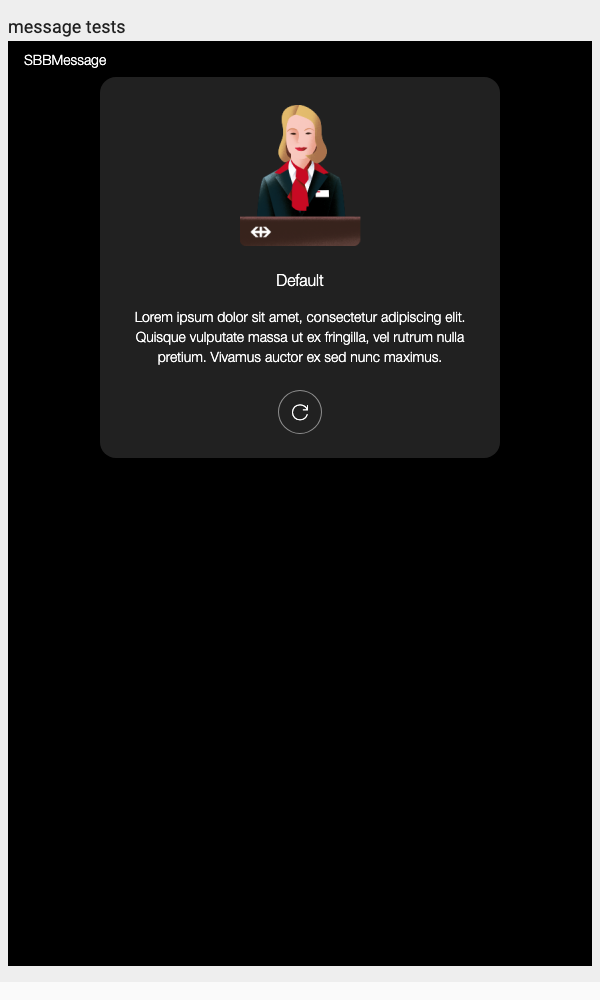 message tests
SBBMessage
Default
Lorem ipsum dolor sit amet, consectetur adipiscing elit.
Quisque vulputate massa ut ex fringilla, vel rutrum nulla
pretium. Vivamus auctor ex sed nunc maximus.